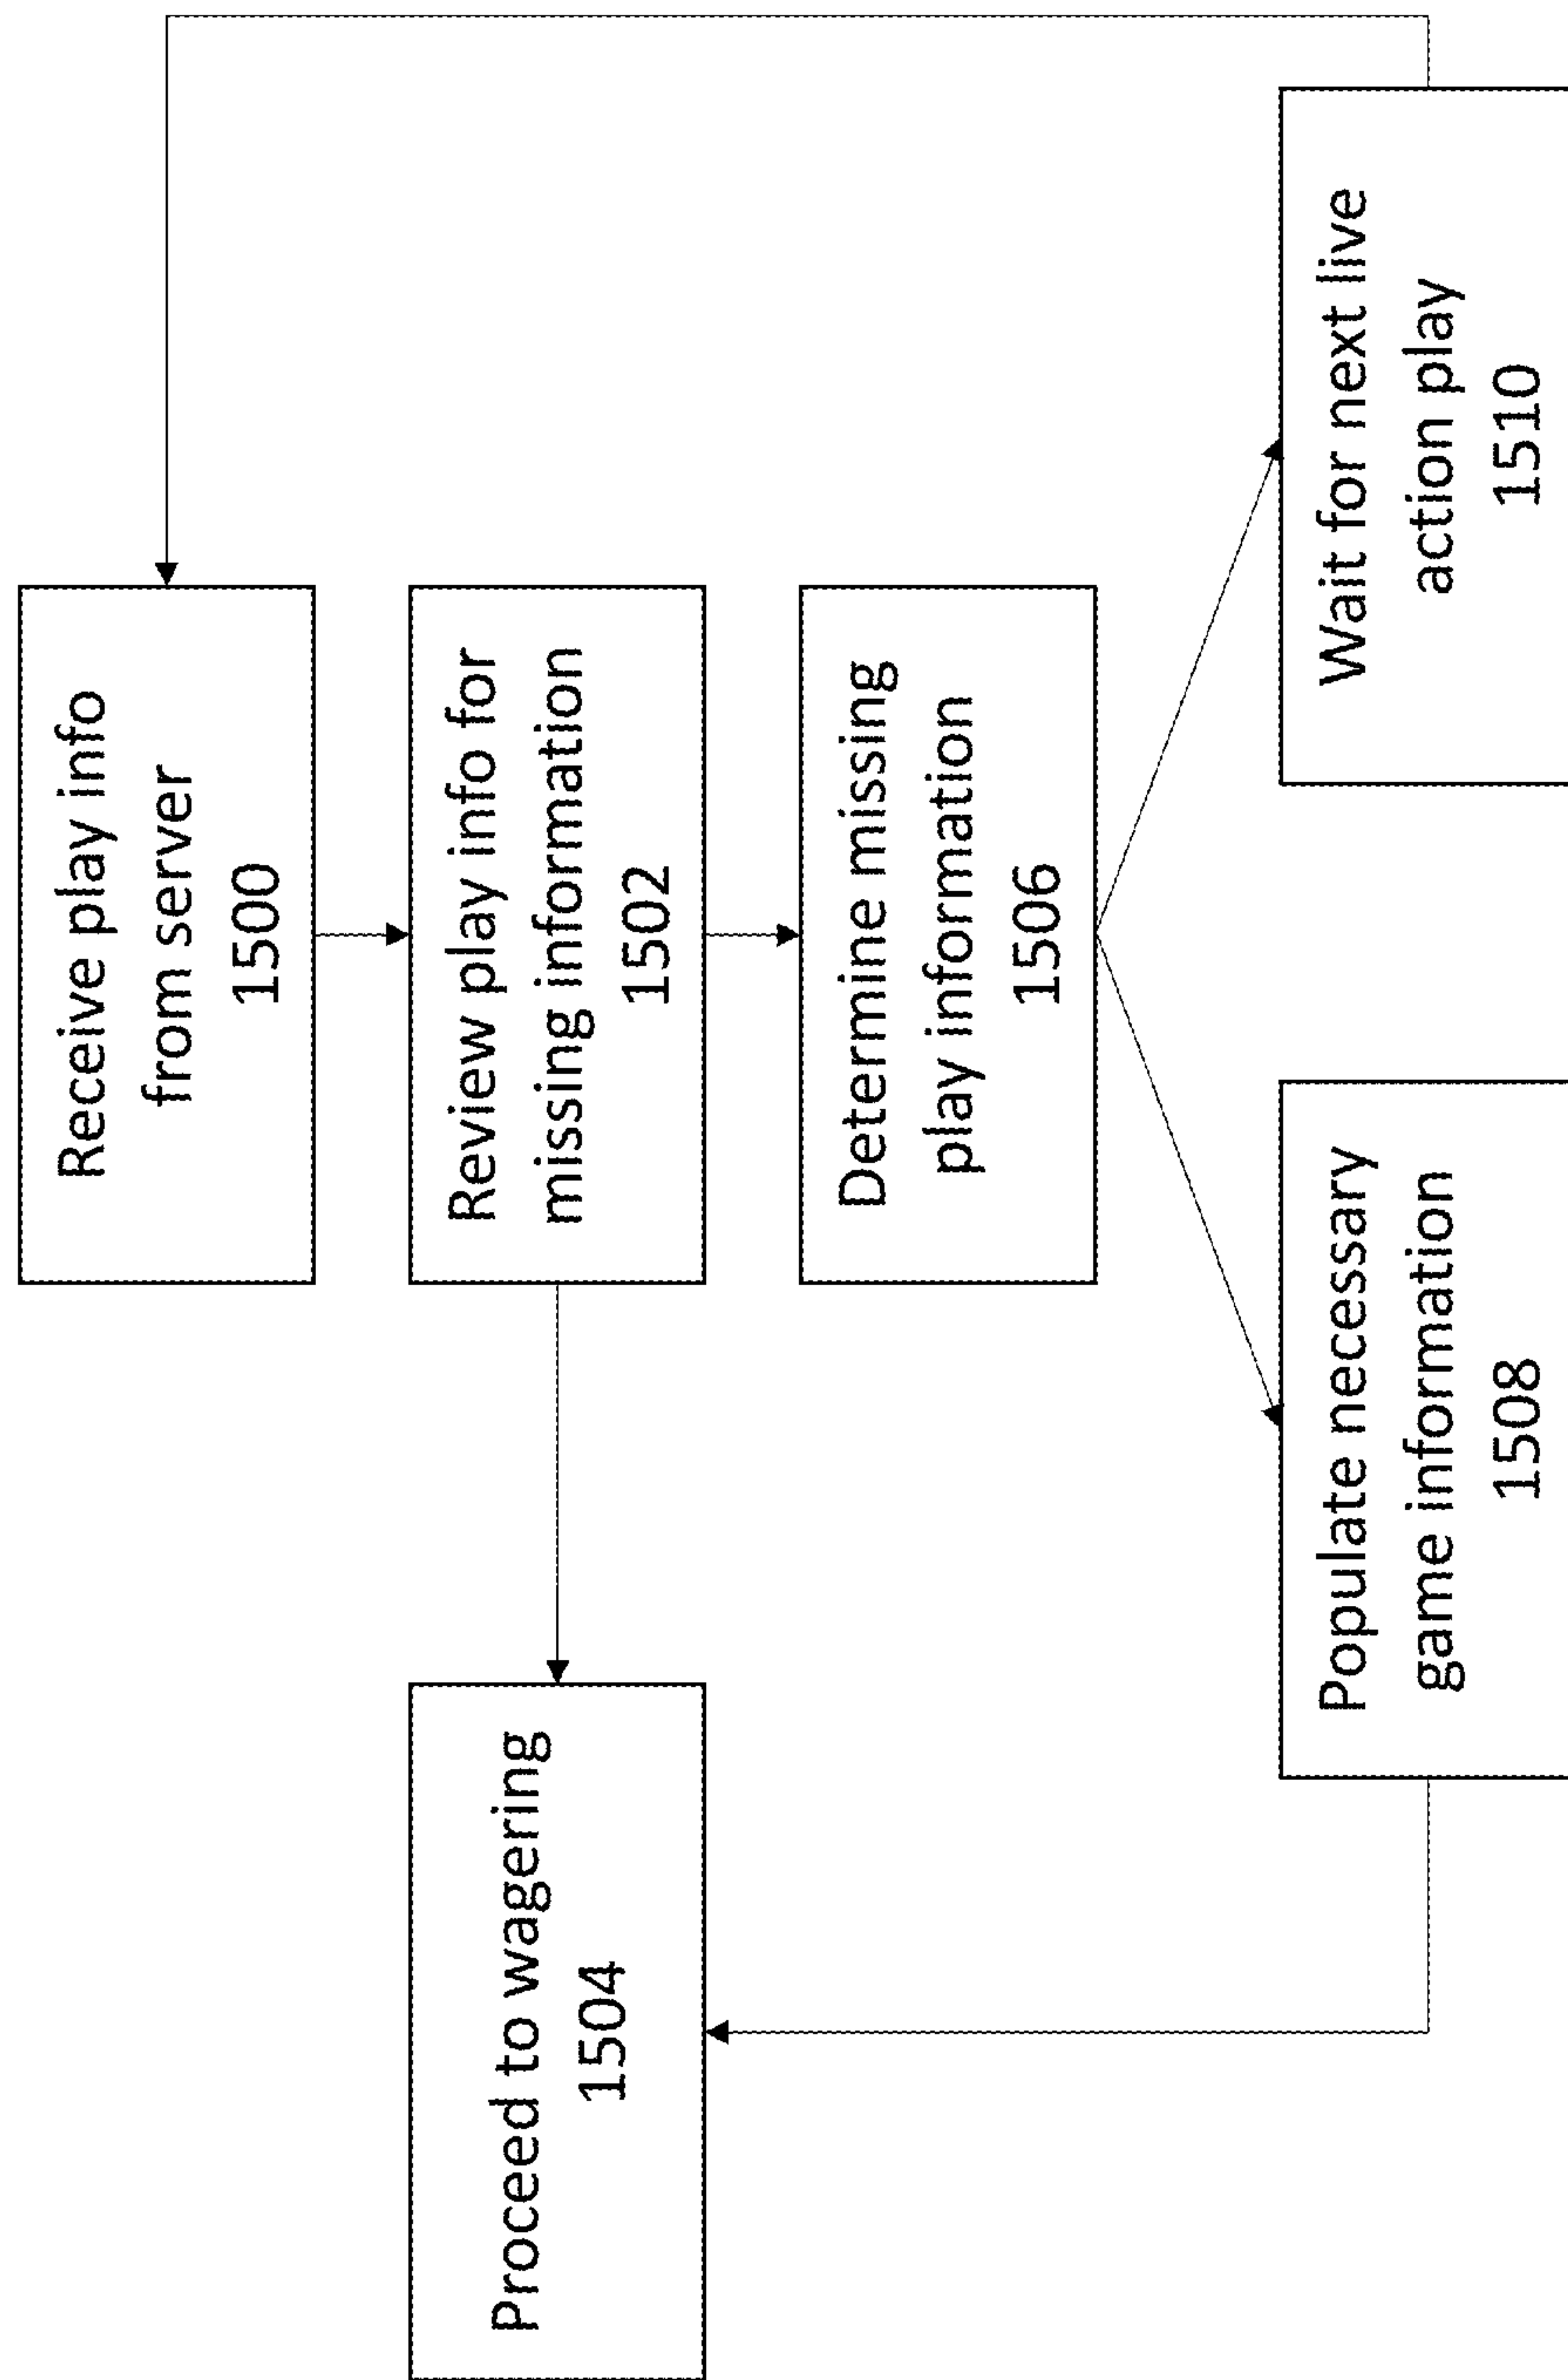 Receive play info
from server
1500
Review play info for
missing information
1502
Proceed to wagering
1504
Determine missing
play information
1506
Populate necessary
game information
1508
Wait for next live
action play
1510